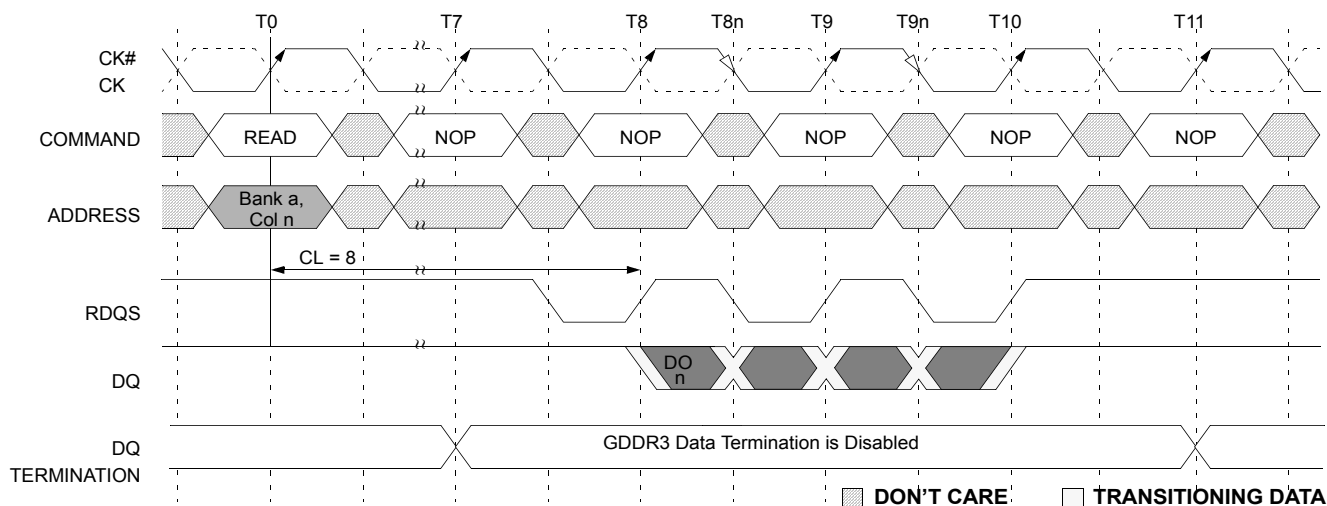 T0 T7 T8 T8n T9 T9n T10 T11
CK#
CK
COMMAND READ NOP NOP NOP NOP NOP
ADDRESS Bank a,
Col n
CL = 8
RDQS
DQ DO
n
DQ
TERMINATION GDDR3 Data Termination is Disabled
DON'T CARE TRANSITIONING DATA